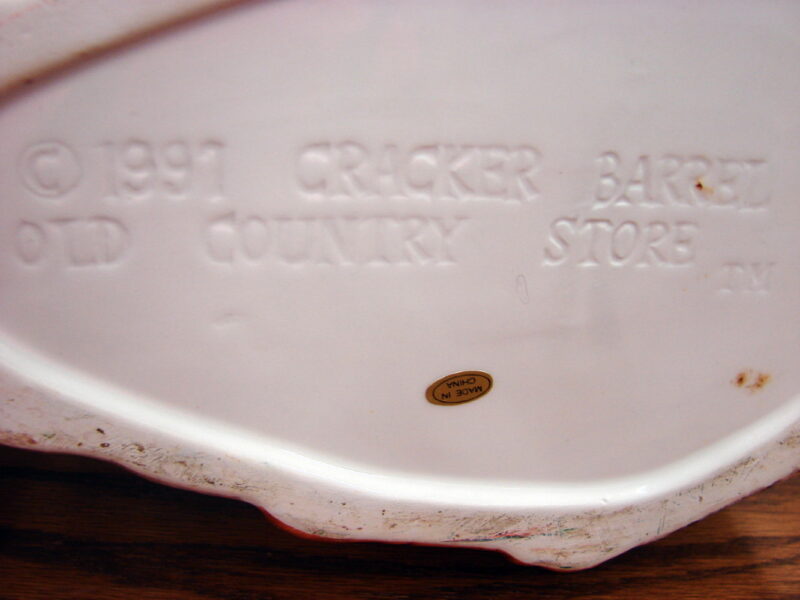 © 1997 CRACKER BARREL
OLD COUNTRY STORE
TM
MADE IN
CHINA